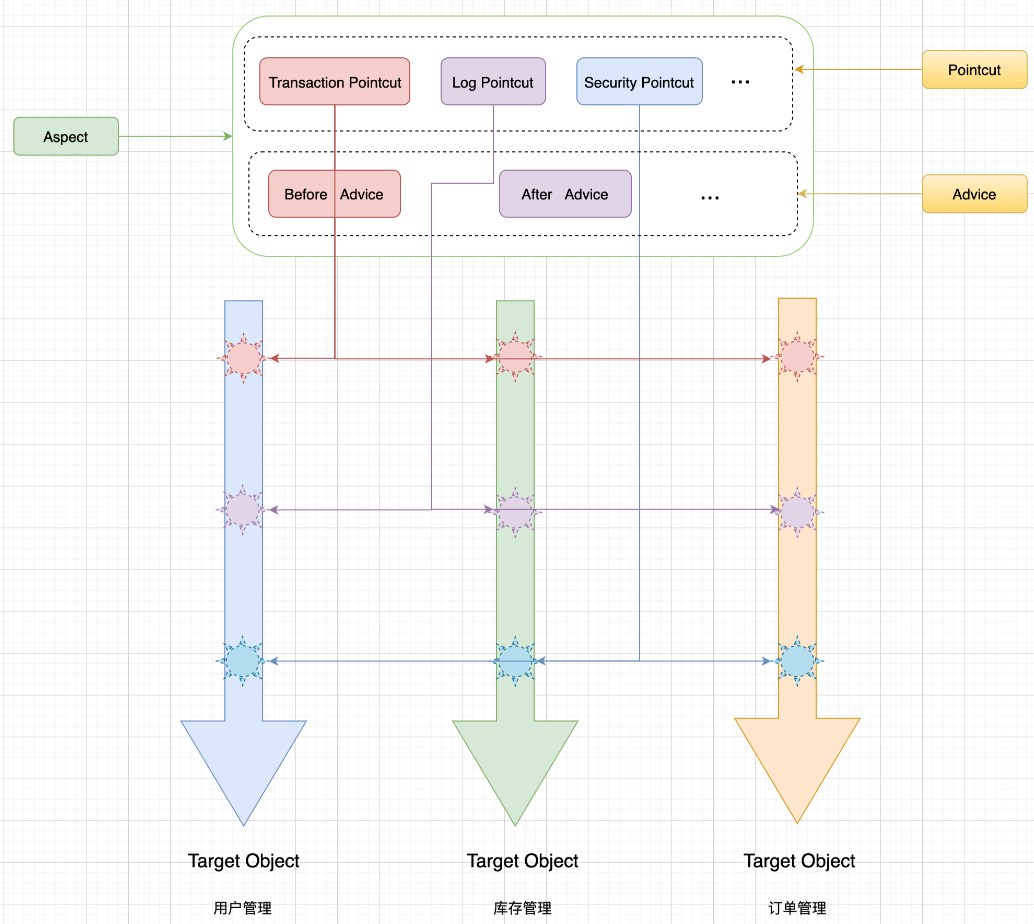 Transaction Pointcut
Log Pointcut
Security Pointcut
...
Pointcut
Aspect
Before Advice
After Advice
...
Advice
Target Object
Target Object
Target Object
用户管理
库存管理
订单管理